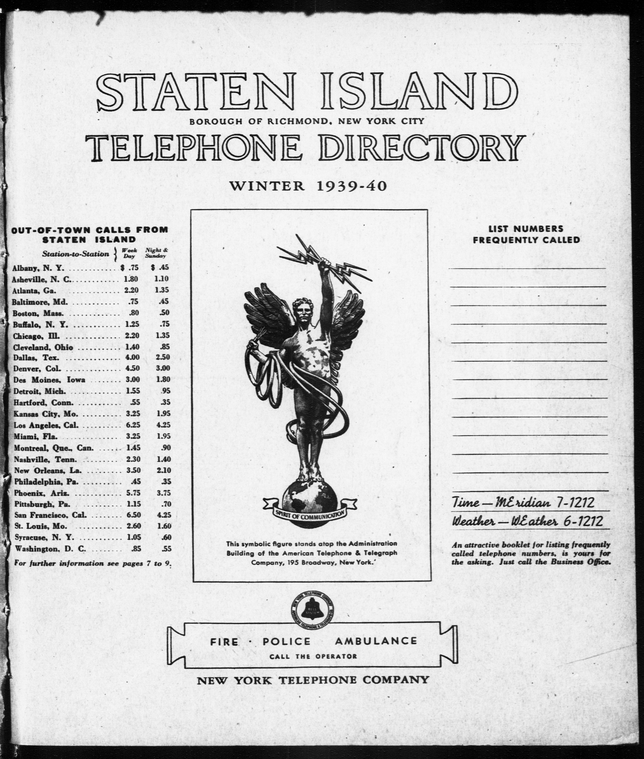 STATEN ISLAND
BOROUGH OF RICHMOND, NEW YORK CITY
TELEPHONE DIRECTORY
WINTER 1939-40
OUT-OF-TOWN CALLS FROM
STATEN ISLAND
Station-to-Station } Week Day Night & Sunday
Albany, N. Y. $ .75 $ .45
Asheville, N. C. 1.80 1.10
Atlanta, Ga. 2.20 1.35
Baltimore, Md. .75 .45
Boston, Mass. .80 .50
Buffalo, N. Y. 1.25 .75
Chicago, Ill. 2.20 1.35
Cleveland, Ohio 1.40 .85
Dallas, Tex. 4.00 2.50
Denver, Col. 4.50 3.00
Des Moines, Iowa 3.00 1.80
Detroit, Mich. 1.55 .95
Hartford, Conn. .55 .35
Kansas City, Mo. 3.25 1.95
Los Angeles, Cal. 6.25 4.25
Miami, Fla. 3.25 1.95
Montreal, Que., Can. 1.45 .90
Nashville, Tenn. 2.30 1.40
New Orleans, La. 3.50 2.10
Philadelphia, Pa. .45 .35
Phoenix, Ariz. 5.75 3.75
Pittsburg, Pa. 1.15 .70
San Francisco, Cal. 6.50 4.25
St. Louis, Mo. 2.60 1.60
Syracuse, N. Y. 1.05 .60
Washington, D. C. .85 .55
For further information see pages 7 to 9.
SPIRIT OF COMMUNICATION
This symbolic figure stands atop the Administration
Building of the American Telephone & Telegraph
Company, 195 Broadway, New York.
LIST NUMBERS
FREQUENTLY CALLED
Time — MEridian 7-1212
Weather — WEather 6-1212
An attractive booklet for listing frequently
called telephone numbers, is yours for
the asking. Just call the Business Office.
FIRE · POLICE AMBULANCE
CALL THE OPERATOR
NEW YORK TELEPHONE COMPANY